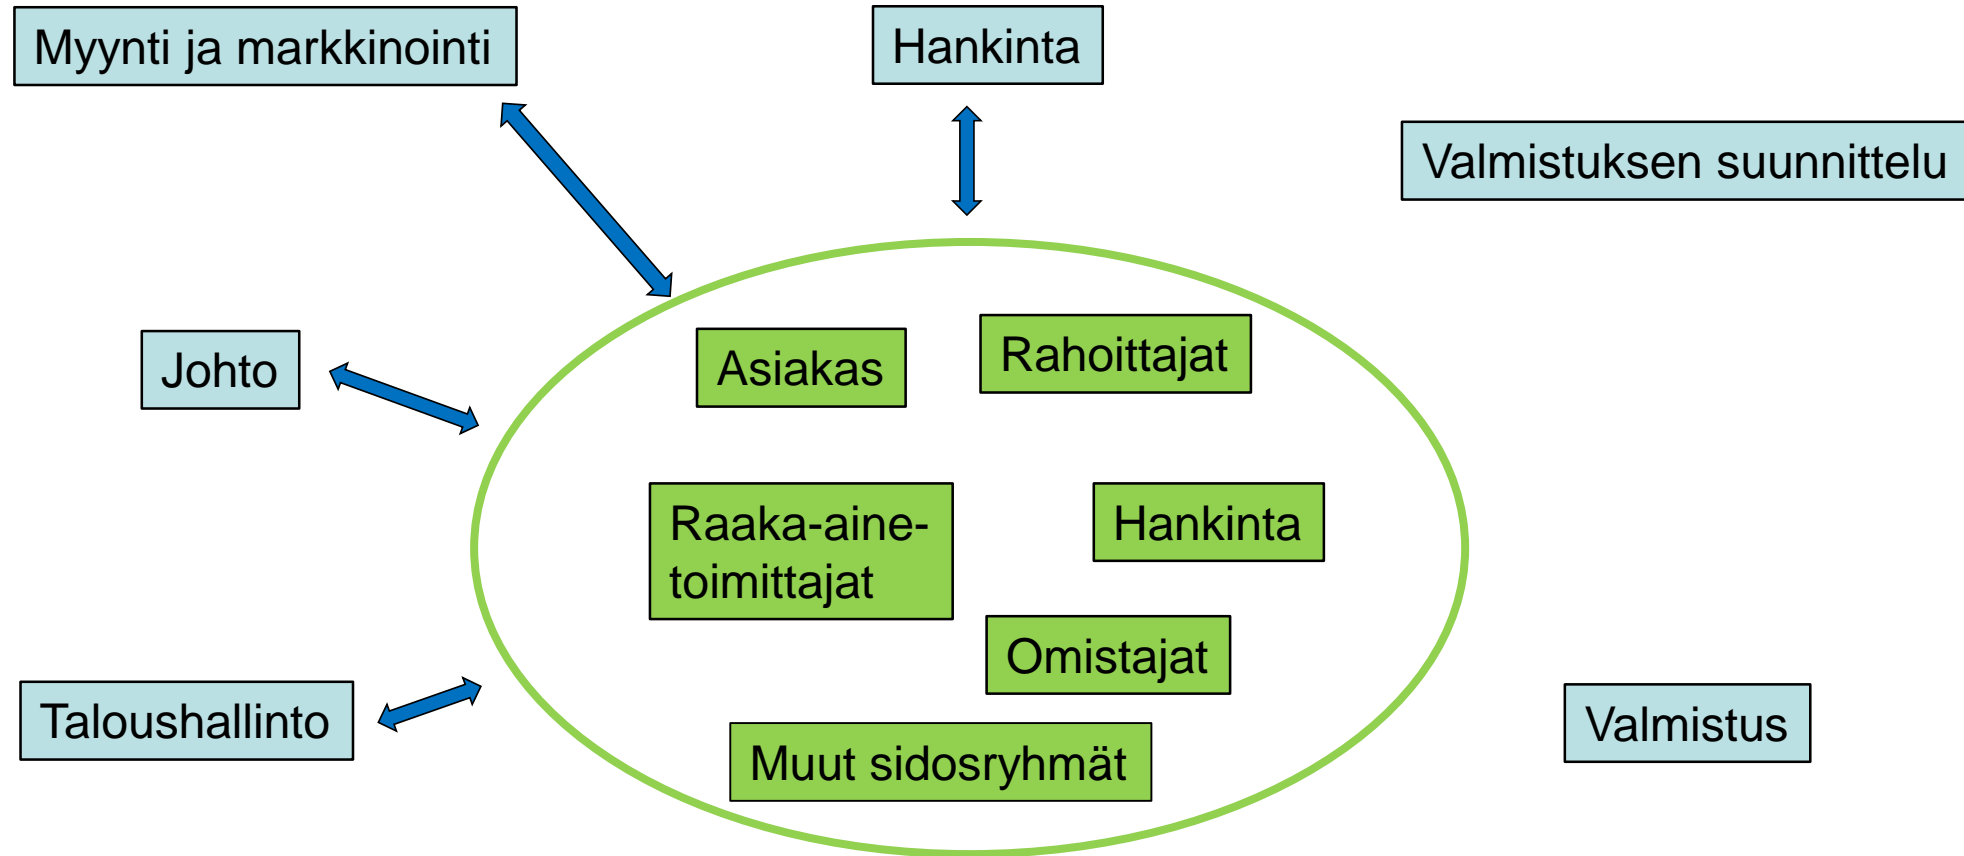 Myynti ja markkinointi
Hankinta
Valmistuksen suunnittelu
Johto
Asiakas
Rahoittajat
Raaka-aine-
toimittajat
Hankinta
Omistajat
Taloushallinto
Muut sidosryhmät
Valmistus